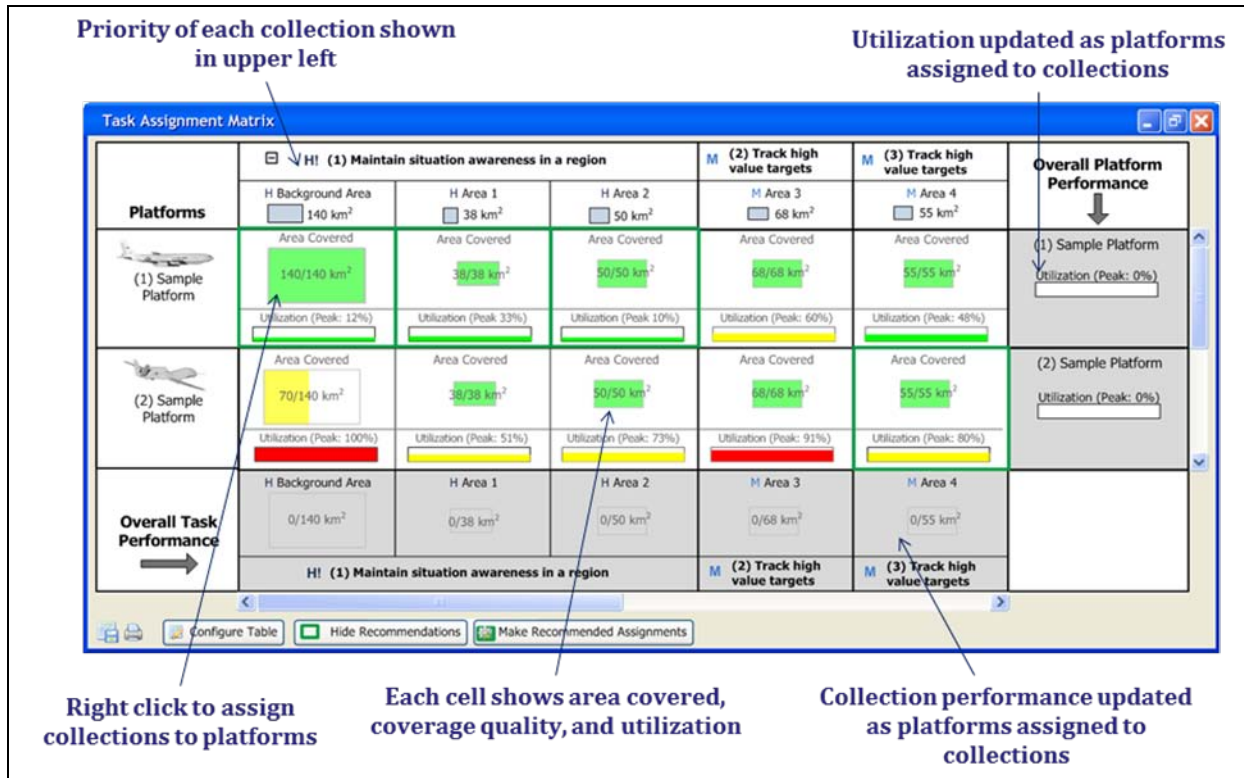 Priority of each collection shown
in upper left
Utilization updated as platforms
assigned to collections
Task Assignment Matrix
Platforms
H! (1) Maintain situation awareness in a region
M (2) Track high
value targets
M (3) Track high
value targets
Overall Platform
Performance
H Background Area
140 km²
H Area 1
38 km²
H Area 2
50 km²
M Area 3
68 km²
M Area 4
55 km²
(1) Sample
Platform
Area Covered
140/140 km²
Utilization (Peak: 12%)
Area Covered
38/38 km²
Utilization (Peak 33%)
Area Covered
50/50 km²
Utilization (Peak 10%)
Area Covered
68/68 km²
Utilization (Peak: 60%)
Area Covered
55/55 km²
Utilization (Peak: 48%)
(1) Sample Platform
Utilization (Peak: 0%)
(2) Sample
Platform
Area Covered
70/140 km²
Utilization (Peak: 100%)
Area Covered
38/38 km²
Utilization (Peak: 51%)
Area Covered
50/50 km²
Utilization (Peak: 73%)
Area Covered
68/68 km²
Utilization (Peak: 91%)
Area Covered
55/55 km²
Utilization (Peak: 80%)
(2) Sample Platform
Utilization (Peak: 0%)
Overall Task
Performance
H Background Area
0/140 km²
H Area 1
0/38 km²
H Area 2
0/50 km²
M Area 3
0/68 km²
M Area 4
0/55 km²
H! (1) Maintain situation awareness in a region
M (2) Track high
value targets
M (3) Track high
value targets
Configure Table
Hide Recommendations
Make Recommended Assignments
Right click to assign
collections to platforms
Each cell shows area covered,
coverage quality, and utilization
Collection performance updated
as platforms assigned to
collections